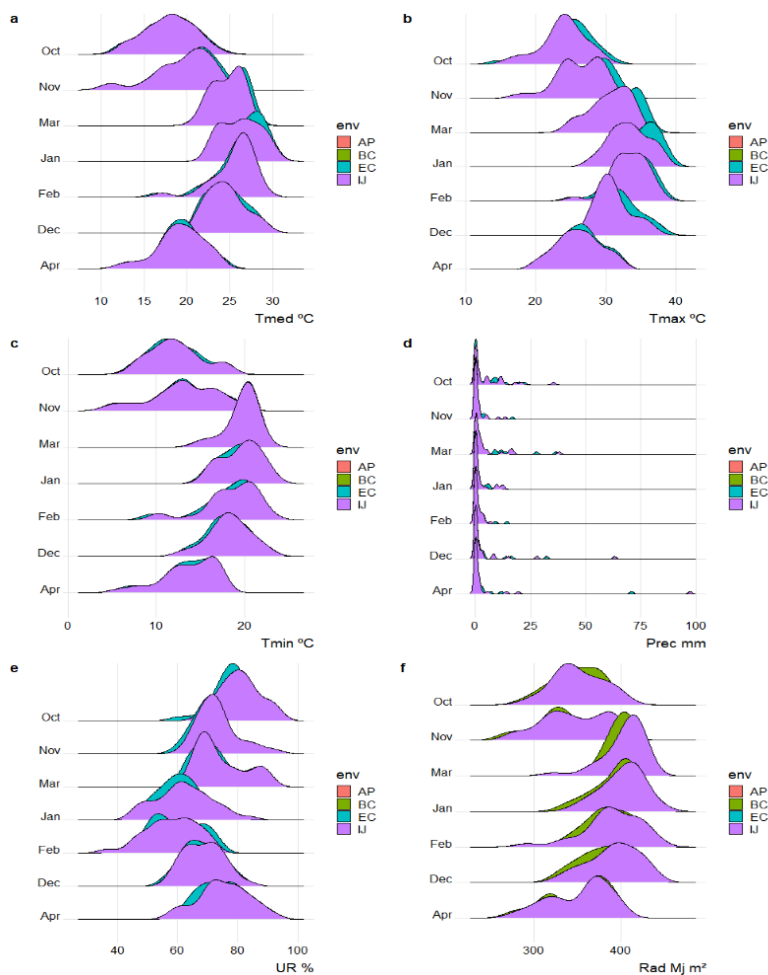 a
Oct
Nov
Mar
Jan
Feb
Dec
Apr
10 15 20 25 30
Tmed ºC
env
AP
BC
EC
IJ
b
Oct
Nov
Mar
Jan
Feb
Dec
Apr
10 20 30 40
Tmax ºC
env
AP
BC
EC
IJ
c
Oct
Nov
Mar
Jan
Feb
Dec
Apr
0 10 20
Tmin ºC
env
AP
BC
EC
IJ
d
Oct
Nov
Mar
Jan
Feb
Dec
Apr
0 25 50 75 100
Prec mm
env
AP
BC
EC
IJ
e
Oct
Nov
Mar
Jan
Feb
Dec
Apr
40 60 80 100
UR %
env
AP
BC
EC
IJ
f
Oct
Nov
Mar
Jan
Feb
Dec
Apr
300 400
Rad Mj m²
env
AP
BC
EC
IJ